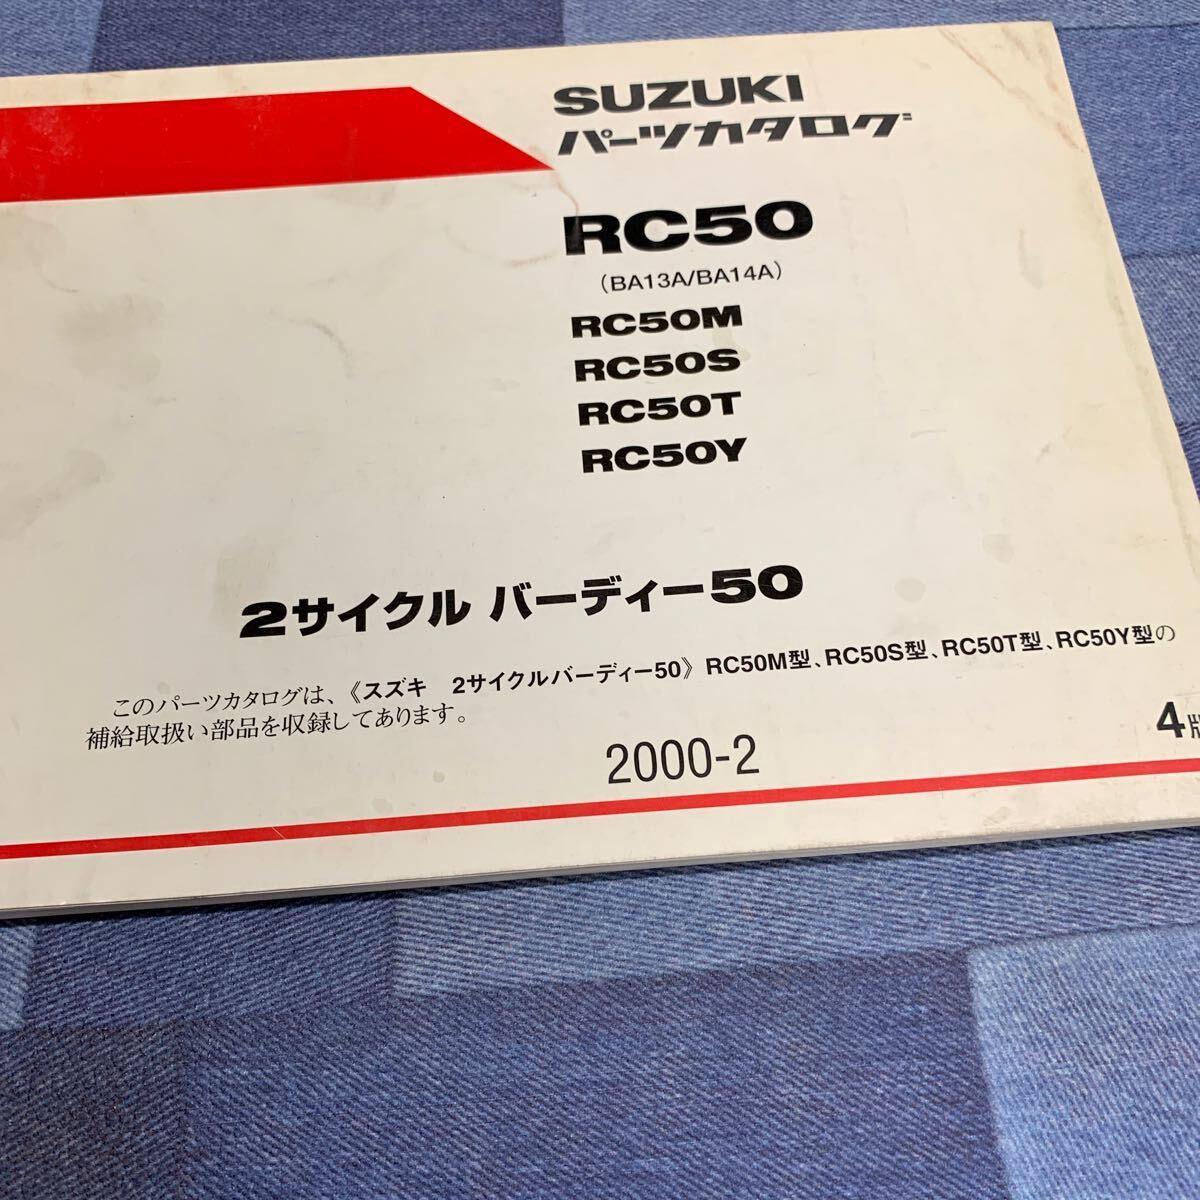 SUZUKI
パーツカタログ
RC50
(BA13A/BA14A)
RC50M
RC50S
RC50T
RC50Y
2サイクル バーディー50
このパーツカタログは、《スズキ 2サイクルバーディー50》RC50M型、RC50S型、RC50T型、RC50Y型の
補給取扱い部品を収録してあります。
2000-2
4版